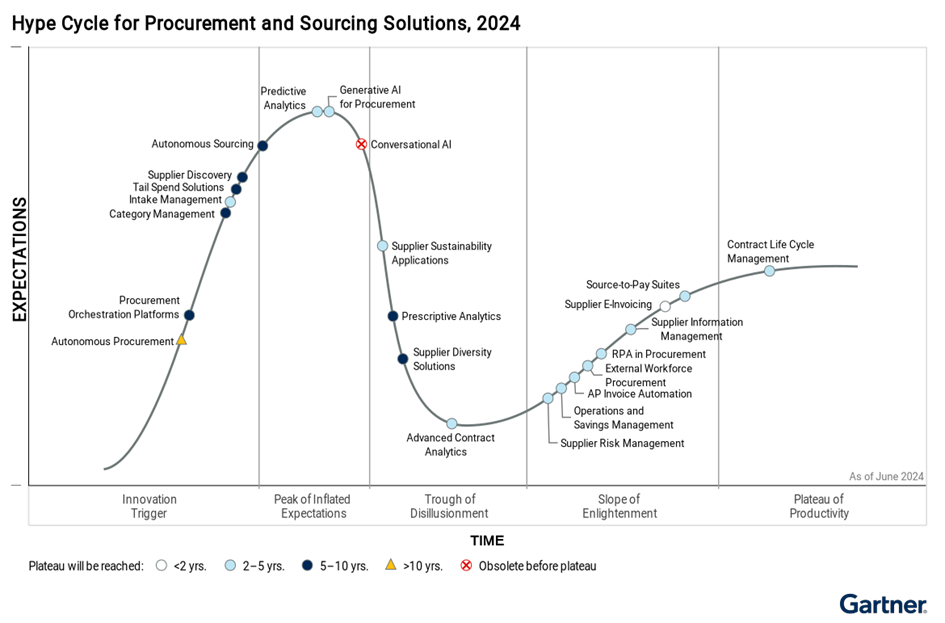 Hype Cycle for Procurement and Sourcing Solutions, 2024
EXPECTATIONS
Predictive
Analytics
Generative AI
for Procurement
Autonomous Sourcing
Conversational AI
Supplier Discovery
Tail Spend Solutions
Intake Management
Category Management
Procurement
Orchestration Platforms
Autonomous Procurement
Supplier Sustainability
Applications
Prescriptive Analytics
Supplier Diversity
Solutions
Advanced Contract
Analytics
Contract Life Cycle
Management
Source-to-Pay Suites
Supplier E-Invoicing
Supplier Information
Management
RPA in Procurement
External Workforce
Procurement
AP Invoice Automation
Operations and
Savings Management
Supplier Risk Management
As of June 2024
Innovation
Trigger
Peak of Inflated
Expectations
Trough of
Disillusionment
Slope of
Enlightenment
Plateau of
Productivity
TIME
Plateau will be reached: <2 yrs. 2–5 yrs. 5–10 yrs. >10 yrs. Obsolete before plateau
Gartner